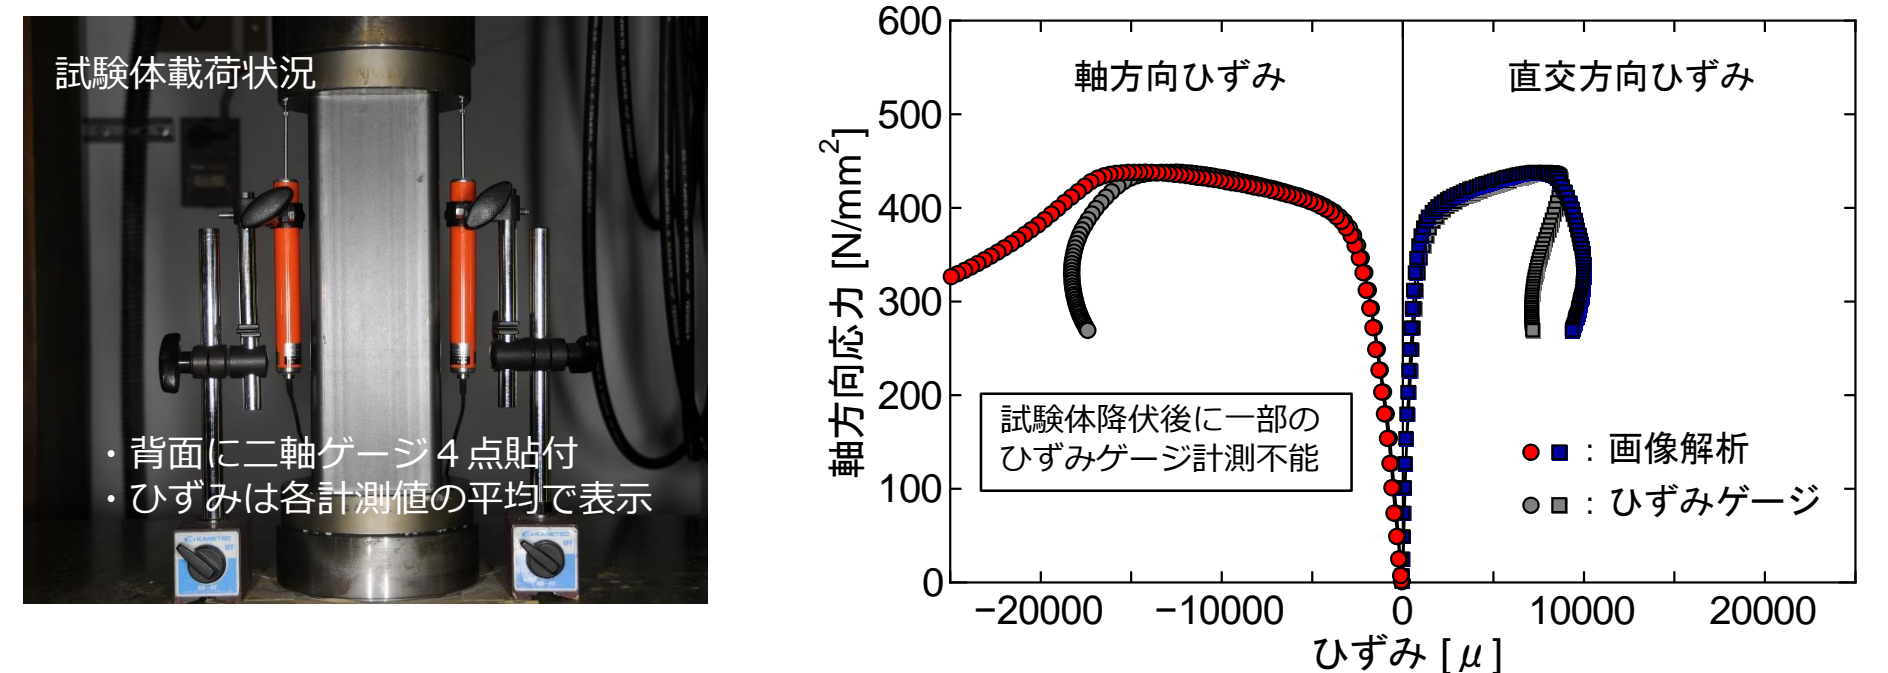 試験体載荷状況
・背面に二軸ゲージ４点貼付
・ひずみは各計測値の平均で表示
KANETEC
OFF
600
500
400
300
200
100
0
軸方向応力 [N/mm²]
軸方向ひずみ
直交方向ひずみ
試験体降伏後に一部の
ひずみゲージ計測不能
：画像解析
：ひずみゲージ
−20000 −10000 0 10000 20000
ひずみ [μ]
KANETEC